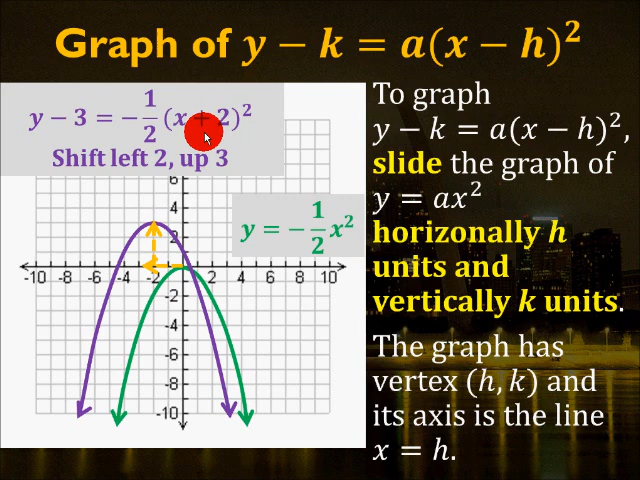 Graph of y − k = a(x − h)²
y − 3 = −1/2 (x + 2)²
Shift left 2, up 3
y = −1/2 x²
6
4
2
-10 -8 -6 -4 -2 2 4 6 8 10
-2
-4
-6
-8
-10
To graph
y − k = a(x − h)²,
slide the graph of
y = ax²
horizonally h
units and
vertically k units.
The graph has
vertex (h, k) and
its axis is the line
x = h.